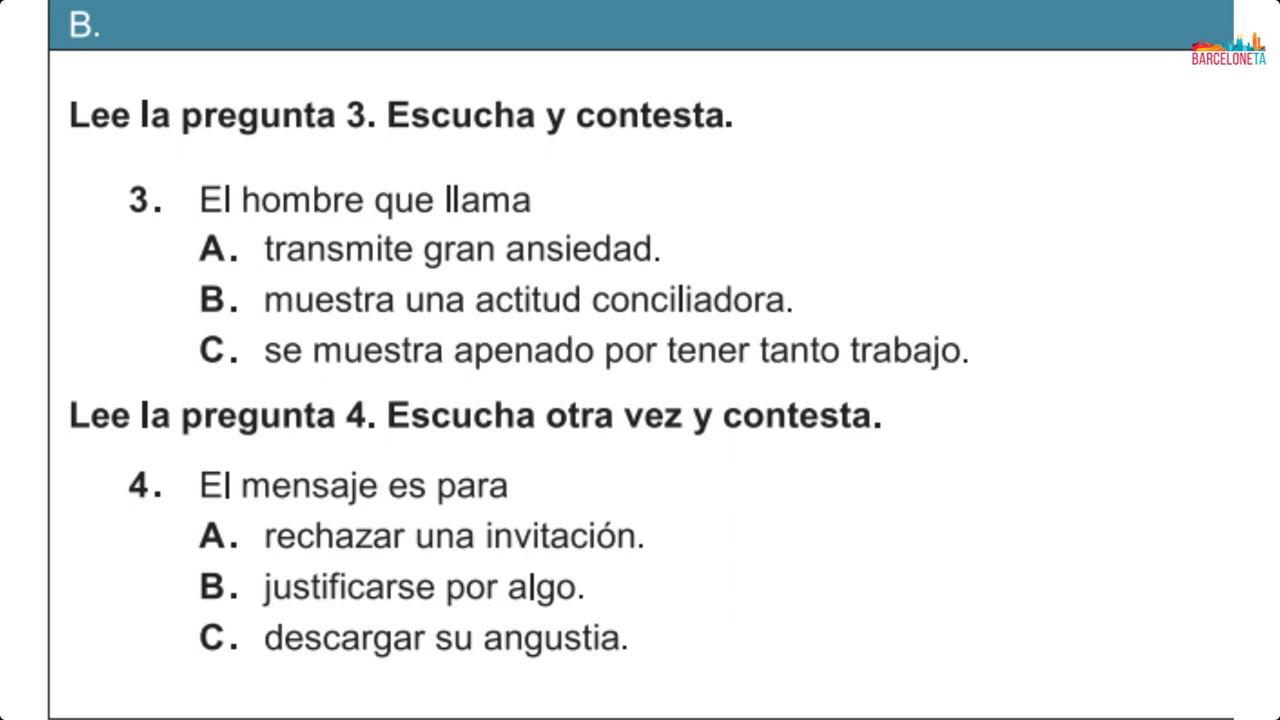 B.
BARCELONETA
Lee la pregunta 3. Escucha y contesta.
3. El hombre que llama
A. transmite gran ansiedad.
B. muestra una actitud conciliadora.
C. se muestra apenado por tener tanto trabajo.
Lee la pregunta 4. Escucha otra vez y contesta.
4. El mensaje es para
A. rechazar una invitación.
B. justificarse por algo.
C. descargar su angustia.